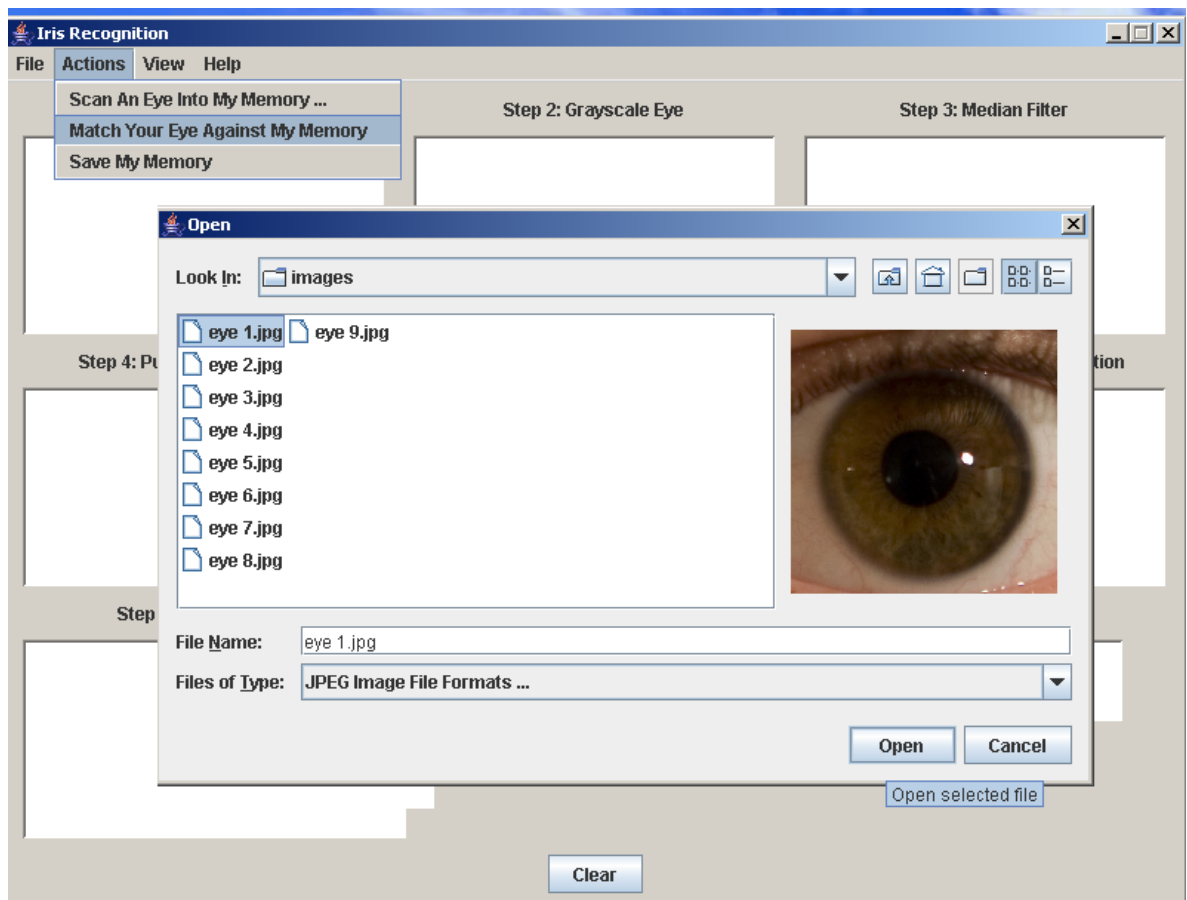 Iris Recognition
File Actions View Help
Scan An Eye Into My Memory ...
Match Your Eye Against My Memory
Save My Memory
Step 2: Grayscale Eye
Step 3: Median Filter
Open
Look In: images
eye 1.jpg eye 9.jpg
eye 2.jpg
eye 3.jpg
eye 4.jpg
eye 5.jpg
eye 6.jpg
eye 7.jpg
eye 8.jpg
Step 4:
Step
File Name: eye 1.jpg
Files of Type: JPEG Image File Formats ...
Open Cancel
Open selected file
Clear